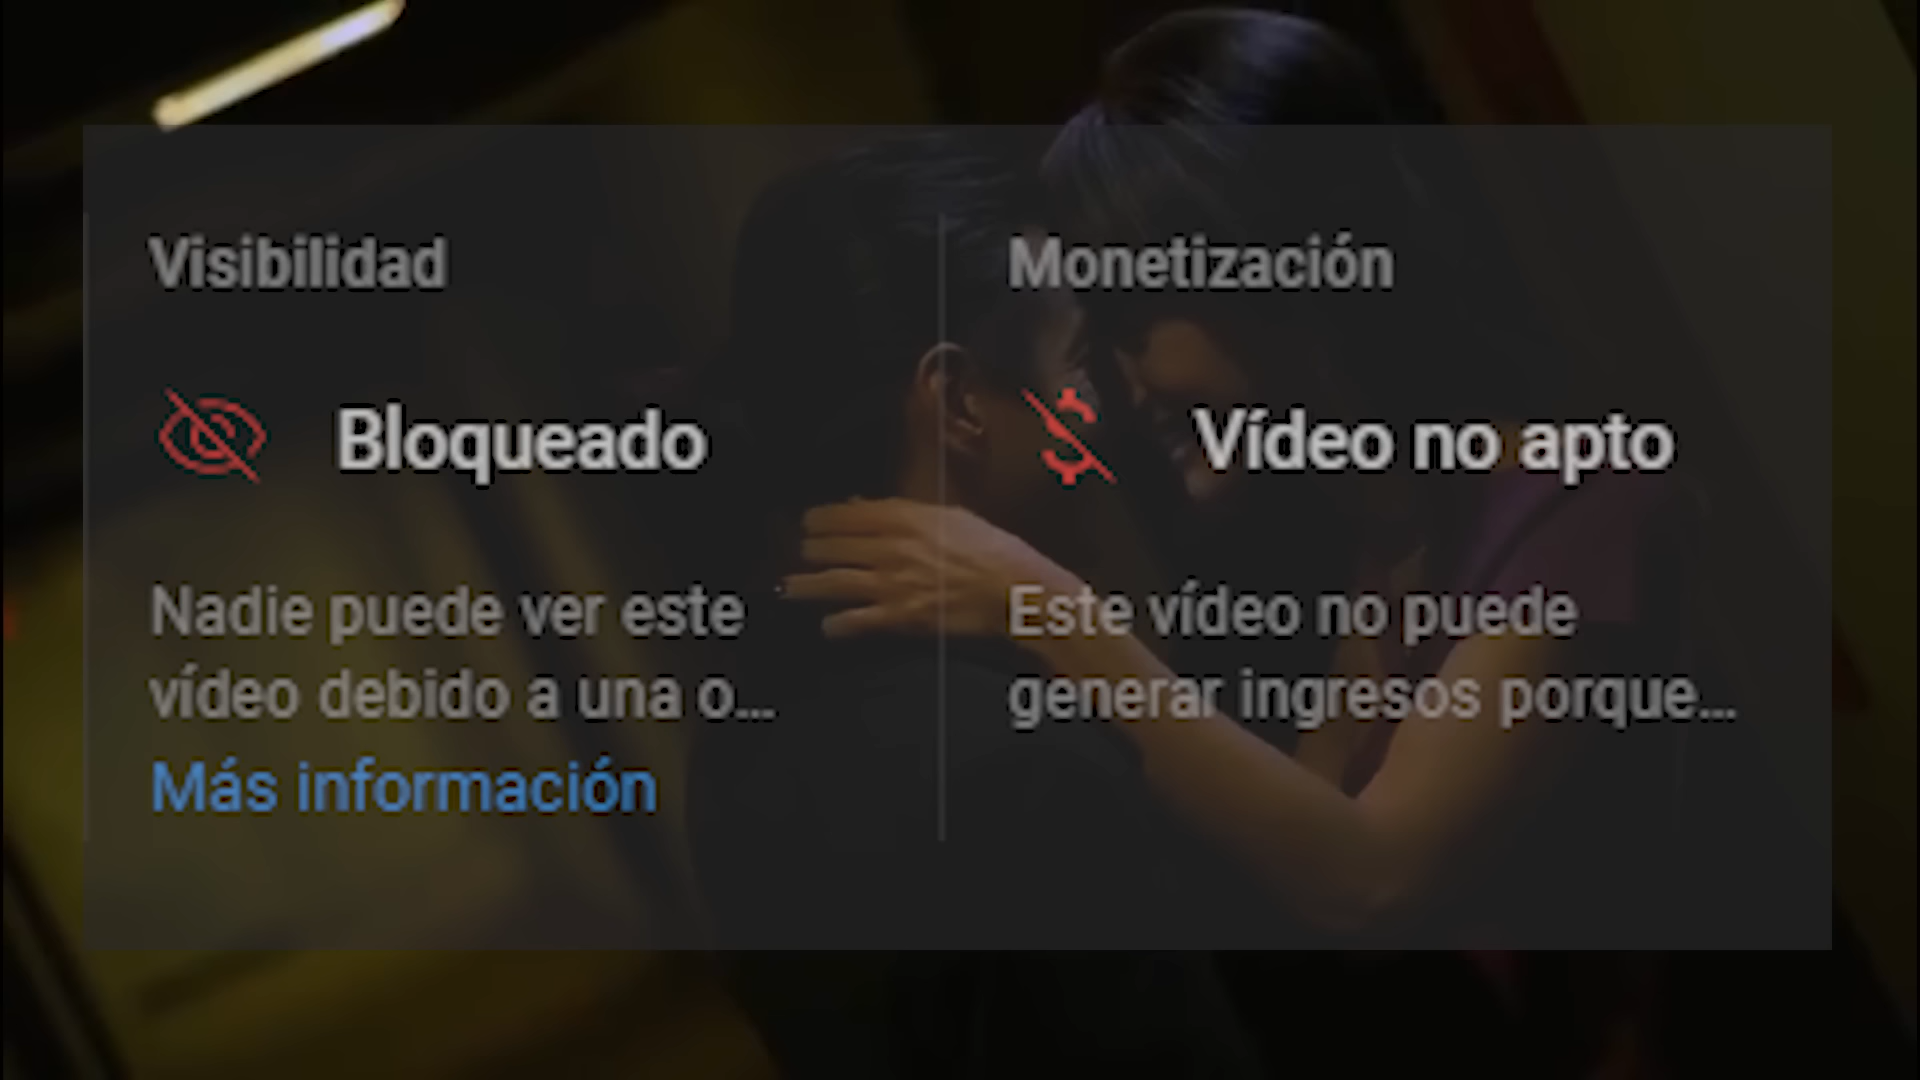 Visibilidad
Bloqueado
Nadie puede ver este
vídeo debido a una o...
Más información
Monetización
Vídeo no apto
Este vídeo no puede
generar ingresos porque...